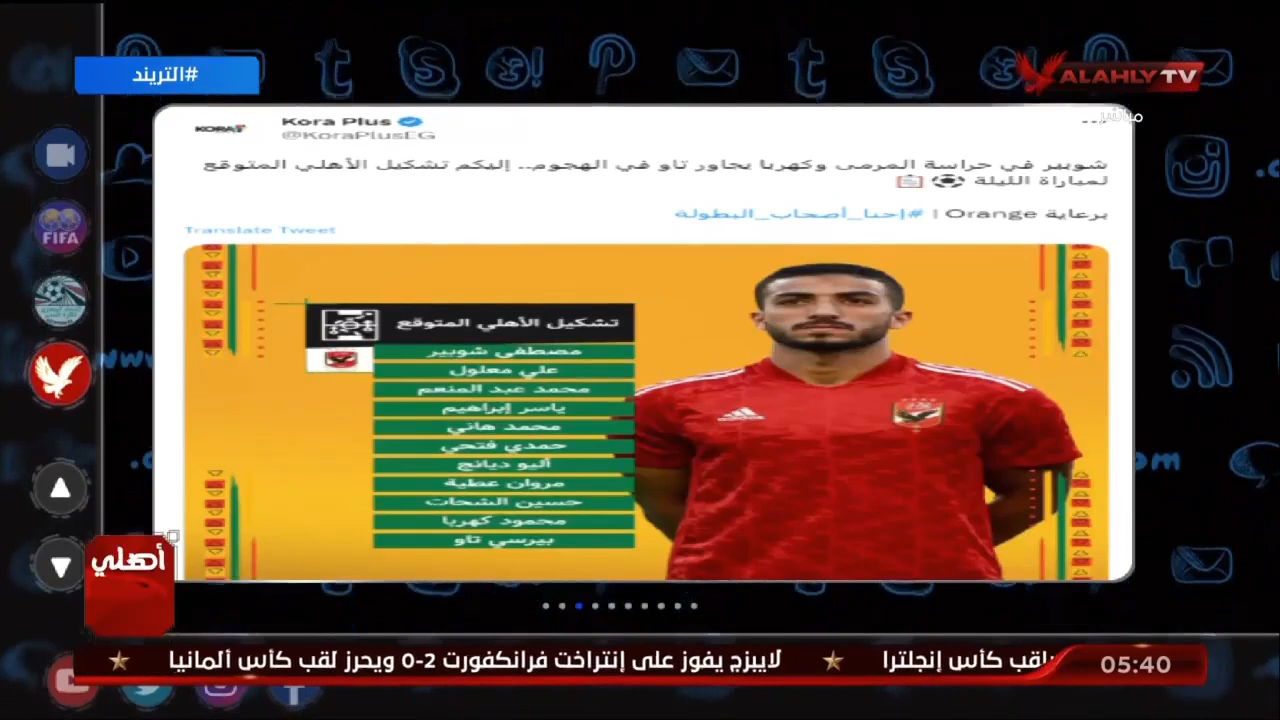 #التريند
ALAHLY TV
مباشر
KORA+
Kora Plus
@KoraPlusEG
شوبير في حراسة المرمى وكهربا يجاور تاو في الهجوم.. إليكم تشكيل الأهلي المتوقع
لمباراة الليلة
برعاية Orange | #إحنا_أصحاب_البطولة
Translate Tweet
FIFA
تشكيل الأهلي المتوقع
مصطفى شوبير
علي معلول
محمد عبد المنعم
ياسر إبراهيم
محمد هاني
حمدي فتحي
أليو ديانج
مروان عطية
حسين الشحات
محمود كهربا
بيرسي تاو
أهلي
لقب كأس إنجلترا ★ لايبزج يفوز على إنتراخت فرانكفورت 2-0 ويحرز لقب كأس ألمانيا ★
05:40